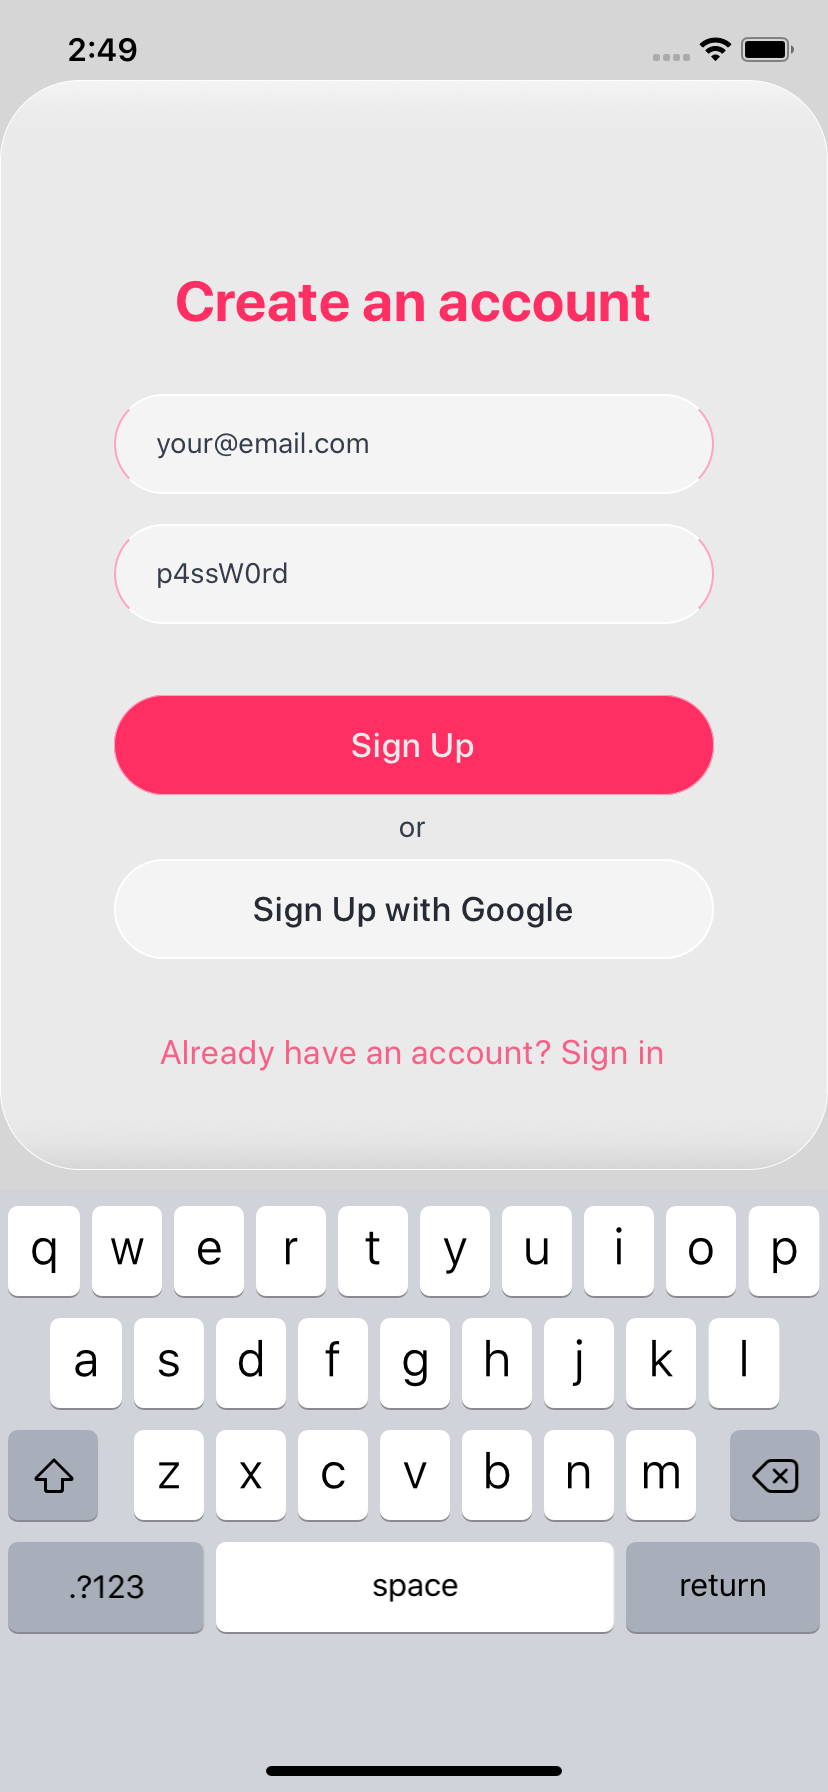 2:49
Create an account
your@email.com
p4ssW0rd
Sign Up
or
Sign Up with Google
Already have an account? Sign in
q w e r t y u i o p
a s d f g h j k l
z x c v b n m
.?123 space return